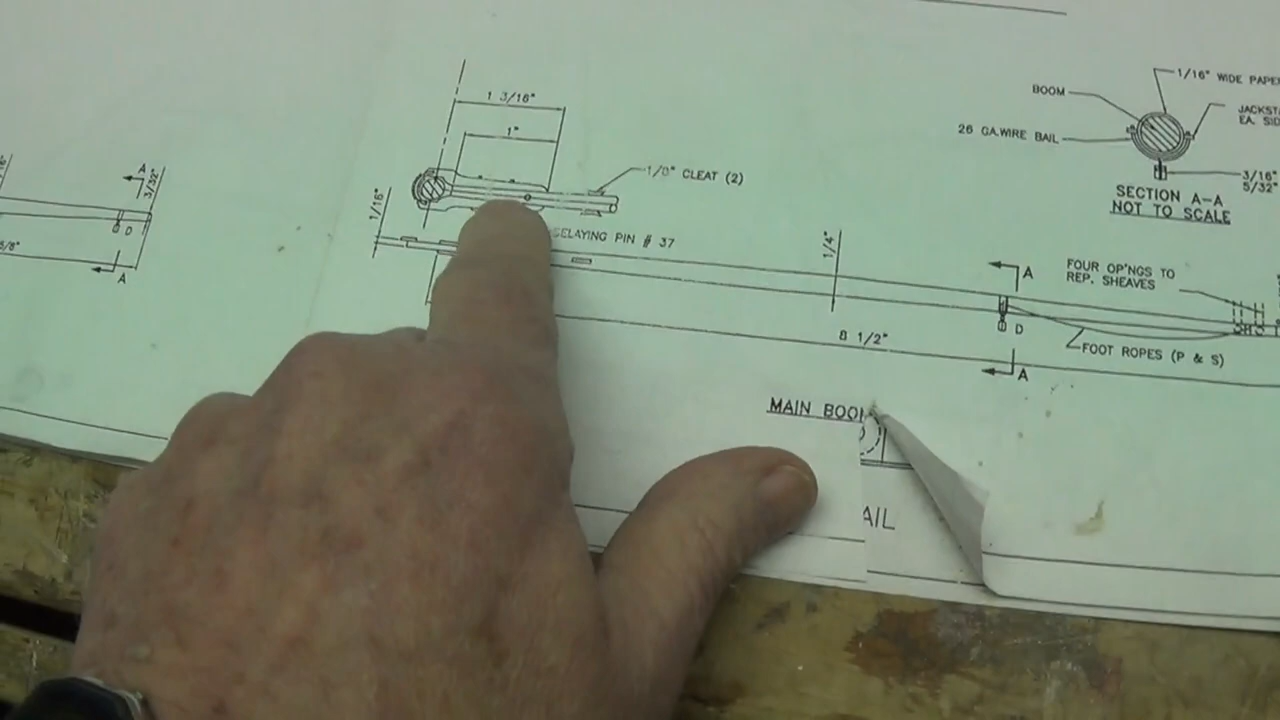 1/16" WIDE
BOOM
26 GA.WIRE BAIL
3/16"
5/32"
SECTION A-A
NOT TO SCALE
1 3/16"
1"
1/8" CLEAT (2)
1/16"
BELAYING PIN # 37
A
3/32"
D
A
1/4"
A
FOUR OP'NGS TO
REP. SHEAVES
D
8 1/2"
FOOT ROPES (P & S)
A
MAIN
AIL